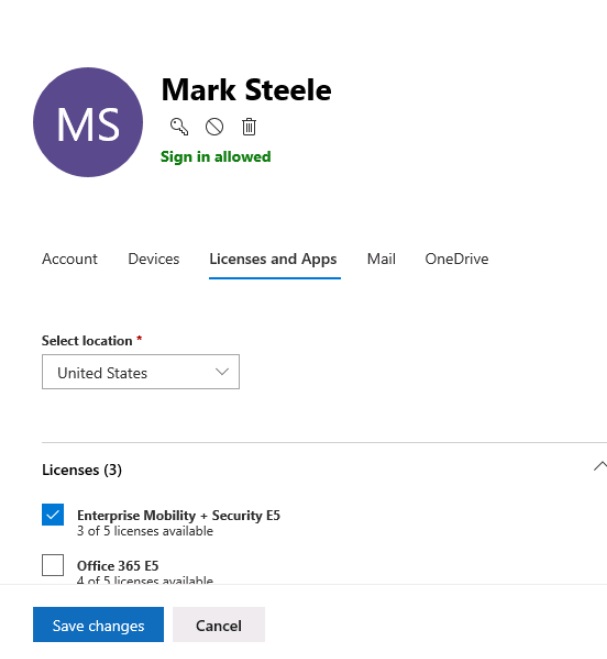 MS
Mark Steele
Sign in allowed
Account Devices Licenses and Apps Mail OneDrive
Select location *
United States
Licenses (3)
Enterprise Mobility + Security E5
3 of 5 licenses available
Office 365 E5
4 of 5 licenses available
Save changes Cancel